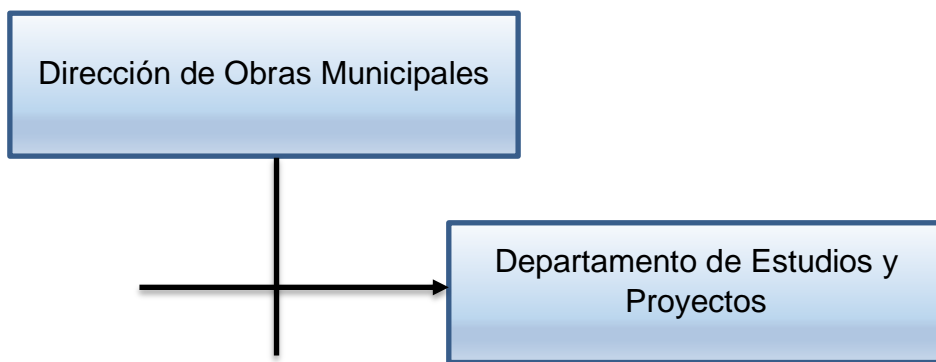 Dirección de Obras Municipales
Departamento de Estudios y
Proyectos